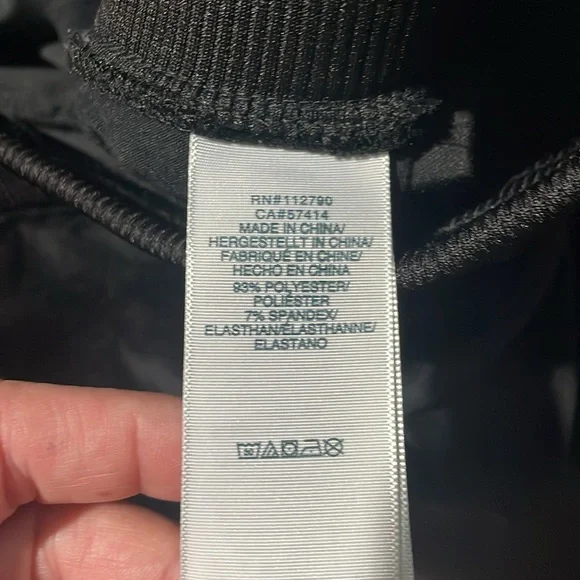 RN#112790
CA#57414
MADE IN CHINA/
HERGESTELLT IN CHINA/
FABRIQUÉ EN CHINE/
HECHO EN CHINA
93% POLYESTER/
POLIÉSTER
7% SPANDEX/
ELASTHAN/ÉLASTHANNE/
ELASTANO